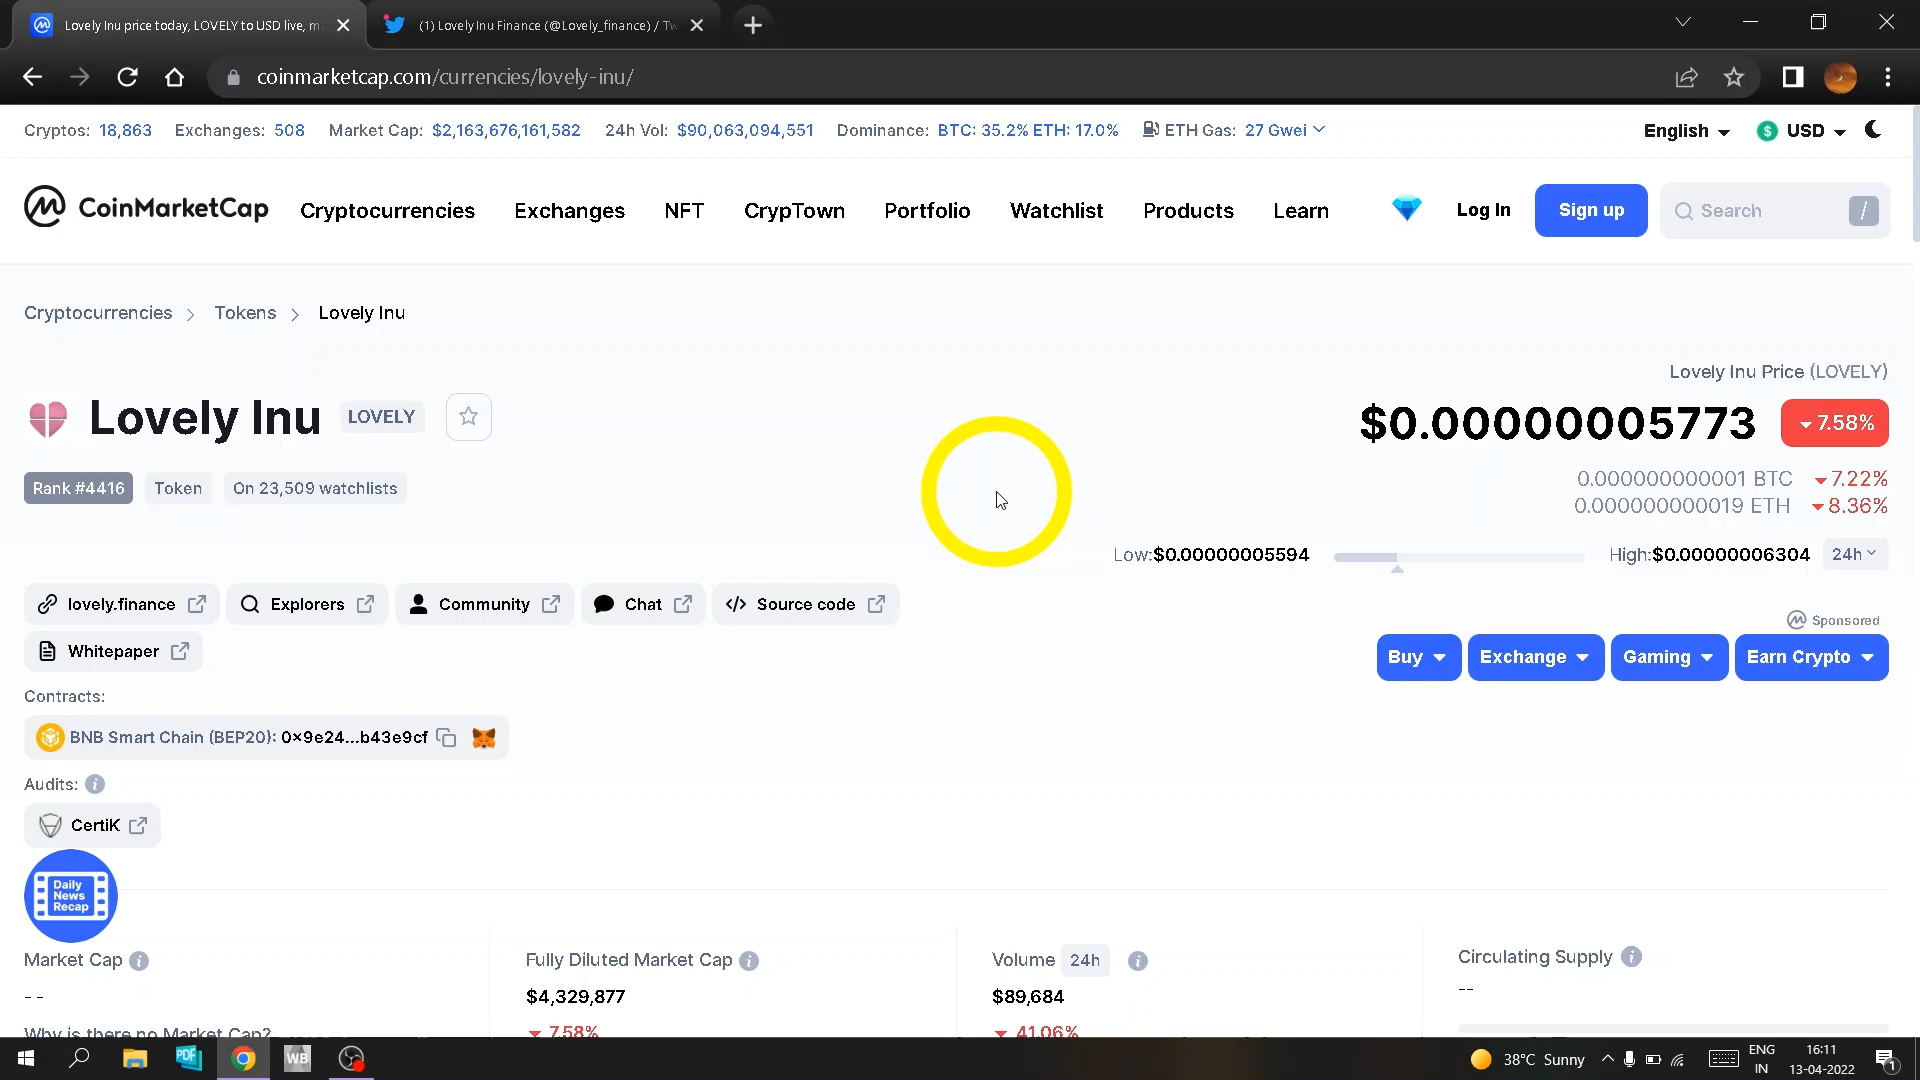 Lovely Inu price today, LOVELY to USD live, m
(1) LovelyInu Finance (@Lovely_finance) / Tw
coinmarketcap.com/currencies/lovely-inu/
Cryptos: 18,863 Exchanges: 508 Market Cap: $2,163,676,161,582 24h Vol: $90,063,094,551 Dominance: BTC: 35.2% ETH: 17.0% ETH Gas: 27 Gwei
English $ USD
CoinMarketCap Cryptocurrencies Exchanges NFT CrypTown Portfolio Watchlist Products Learn Log In Sign up Search /
Cryptocurrencies > Tokens > Lovely Inu
Lovely Inu Price (LOVELY)
Lovely Inu LOVELY
$0.00000005773 7.58%
Rank #4416 Token On 23,509 watchlists
0.000000000001 BTC 7.22%
0.000000000019 ETH 8.36%
Low:$0.00000005594 High:$0.00000006304 24h
lovely.finance Explorers Community Chat </> Source code
Sponsored
Whitepaper
Buy Exchange Gaming Earn Crypto
Contracts:
BNB Smart Chain (BEP20): 0x9e24...b43e9cf
Audits: i
CertiK
Daily
News
Recap
Market Cap i Fully Diluted Market Cap i Volume 24h i Circulating Supply i
- - $4,329,877 $89,684 --
Why is there no Market Cap? 7.58% 41.06%
PDF WB 38°C Sunny ENG 16:11
IN 13-04-2022 1